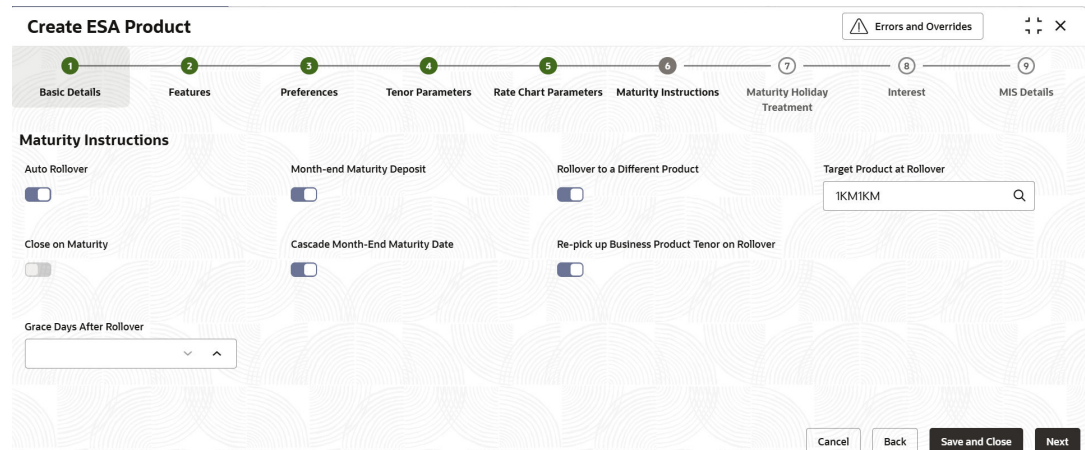 Create ESA Product
Errors and Overrides
1 2 3 4 5 6 7 8 9
Basic Details Features Preferences Tenor Parameters Rate Chart Parameters Maturity Instructions Maturity Holiday Treatment Interest MIS Details
Maturity Instructions
Auto Rollover Month-end Maturity Deposit Rollover to a Different Product Target Product at Rollover
1KM1KM
Close on Maturity Cascade Month-End Maturity Date Re-pick up Business Product Tenor on Rollover
Grace Days After Rollover
Cancel Back Save and Close Next